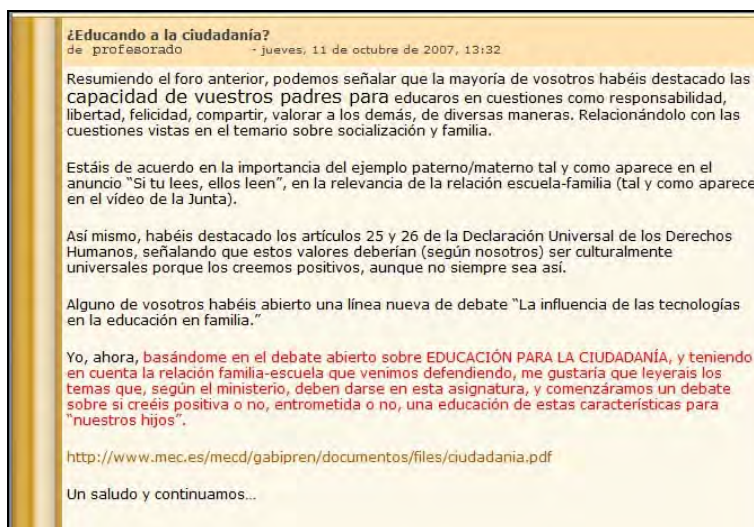 ¿Educando a la ciudadanía?
de profesorado - jueves, 11 de octubre de 2007, 13:32
Resumiendo el foro anterior, podemos señalar que la mayoría de vosotros habéis destacado las
capacidad de vuestros padres para educaros en cuestiones como responsabilidad,
libertad, felicidad, compartir, valorar a los demás, de diversas maneras. Relacionándolo con las
cuestiones vistas en el temario sobre socialización y familia.
Estáis de acuerdo en la importancia del ejemplo paterno/materno tal y como aparece en el
anuncio "Si tu lees, ellos leen", en la relevancia de la relación escuela-familia (tal y como aparece
en el vídeo de la Junta).
Así mismo, habéis destacado los artículos 25 y 26 de la Declaración Universal de los Derechos
Humanos, señalando que estos valores deberían (según nosotros) ser culturalmente
universales porque los creemos positivos, aunque no siempre sea así.
Alguno de vosotros habéis abierto una línea nueva de debate "La influencia de las tecnologías
en la educación en familia."
Yo, ahora, basándome en el debate abierto sobre EDUCACIÓN PARA LA CIUDADANÍA, y teniendo
en cuenta la relación familia-escuela que venimos defendiendo, me gustaría que leyerais los
temas que, según el ministerio, deben darse en esta asignatura, y comenzáramos un debate
sobre si creéis positiva o no, entrometida o no, una educación de estas características para
"nuestros hijos".
http://www.mec.es/mecd/gabipren/documentos/files/ciudadania.pdf
Un saludo y continuamos...